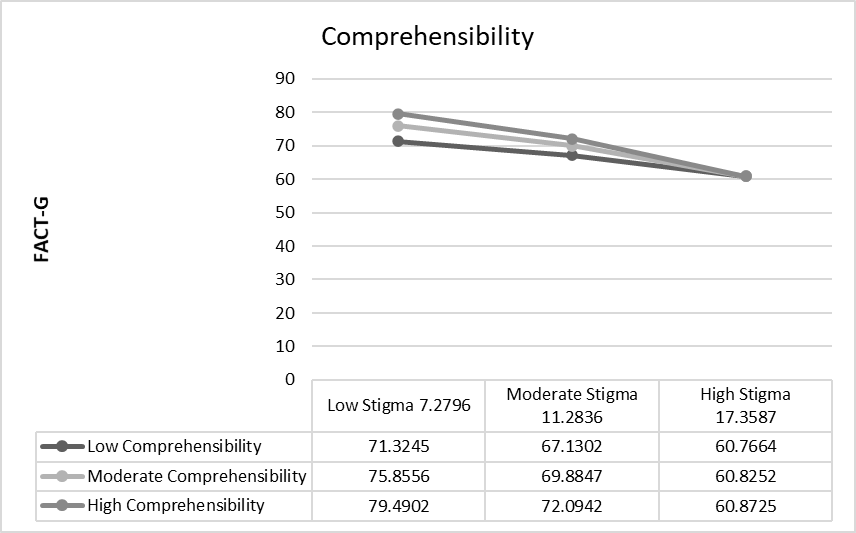 Comprehensibility
90
80
70
60
50
40
30
20
10
0
FACT-G
Low Stigma 7.2796
Moderate Stigma
11.2836
High Stigma
17.3587
Low Comprehensibility 71.3245 67.1302 60.7664
Moderate Comprehensibility 75.8556 69.8847 60.8252
High Comprehensibility 79.4902 72.0942 60.8725